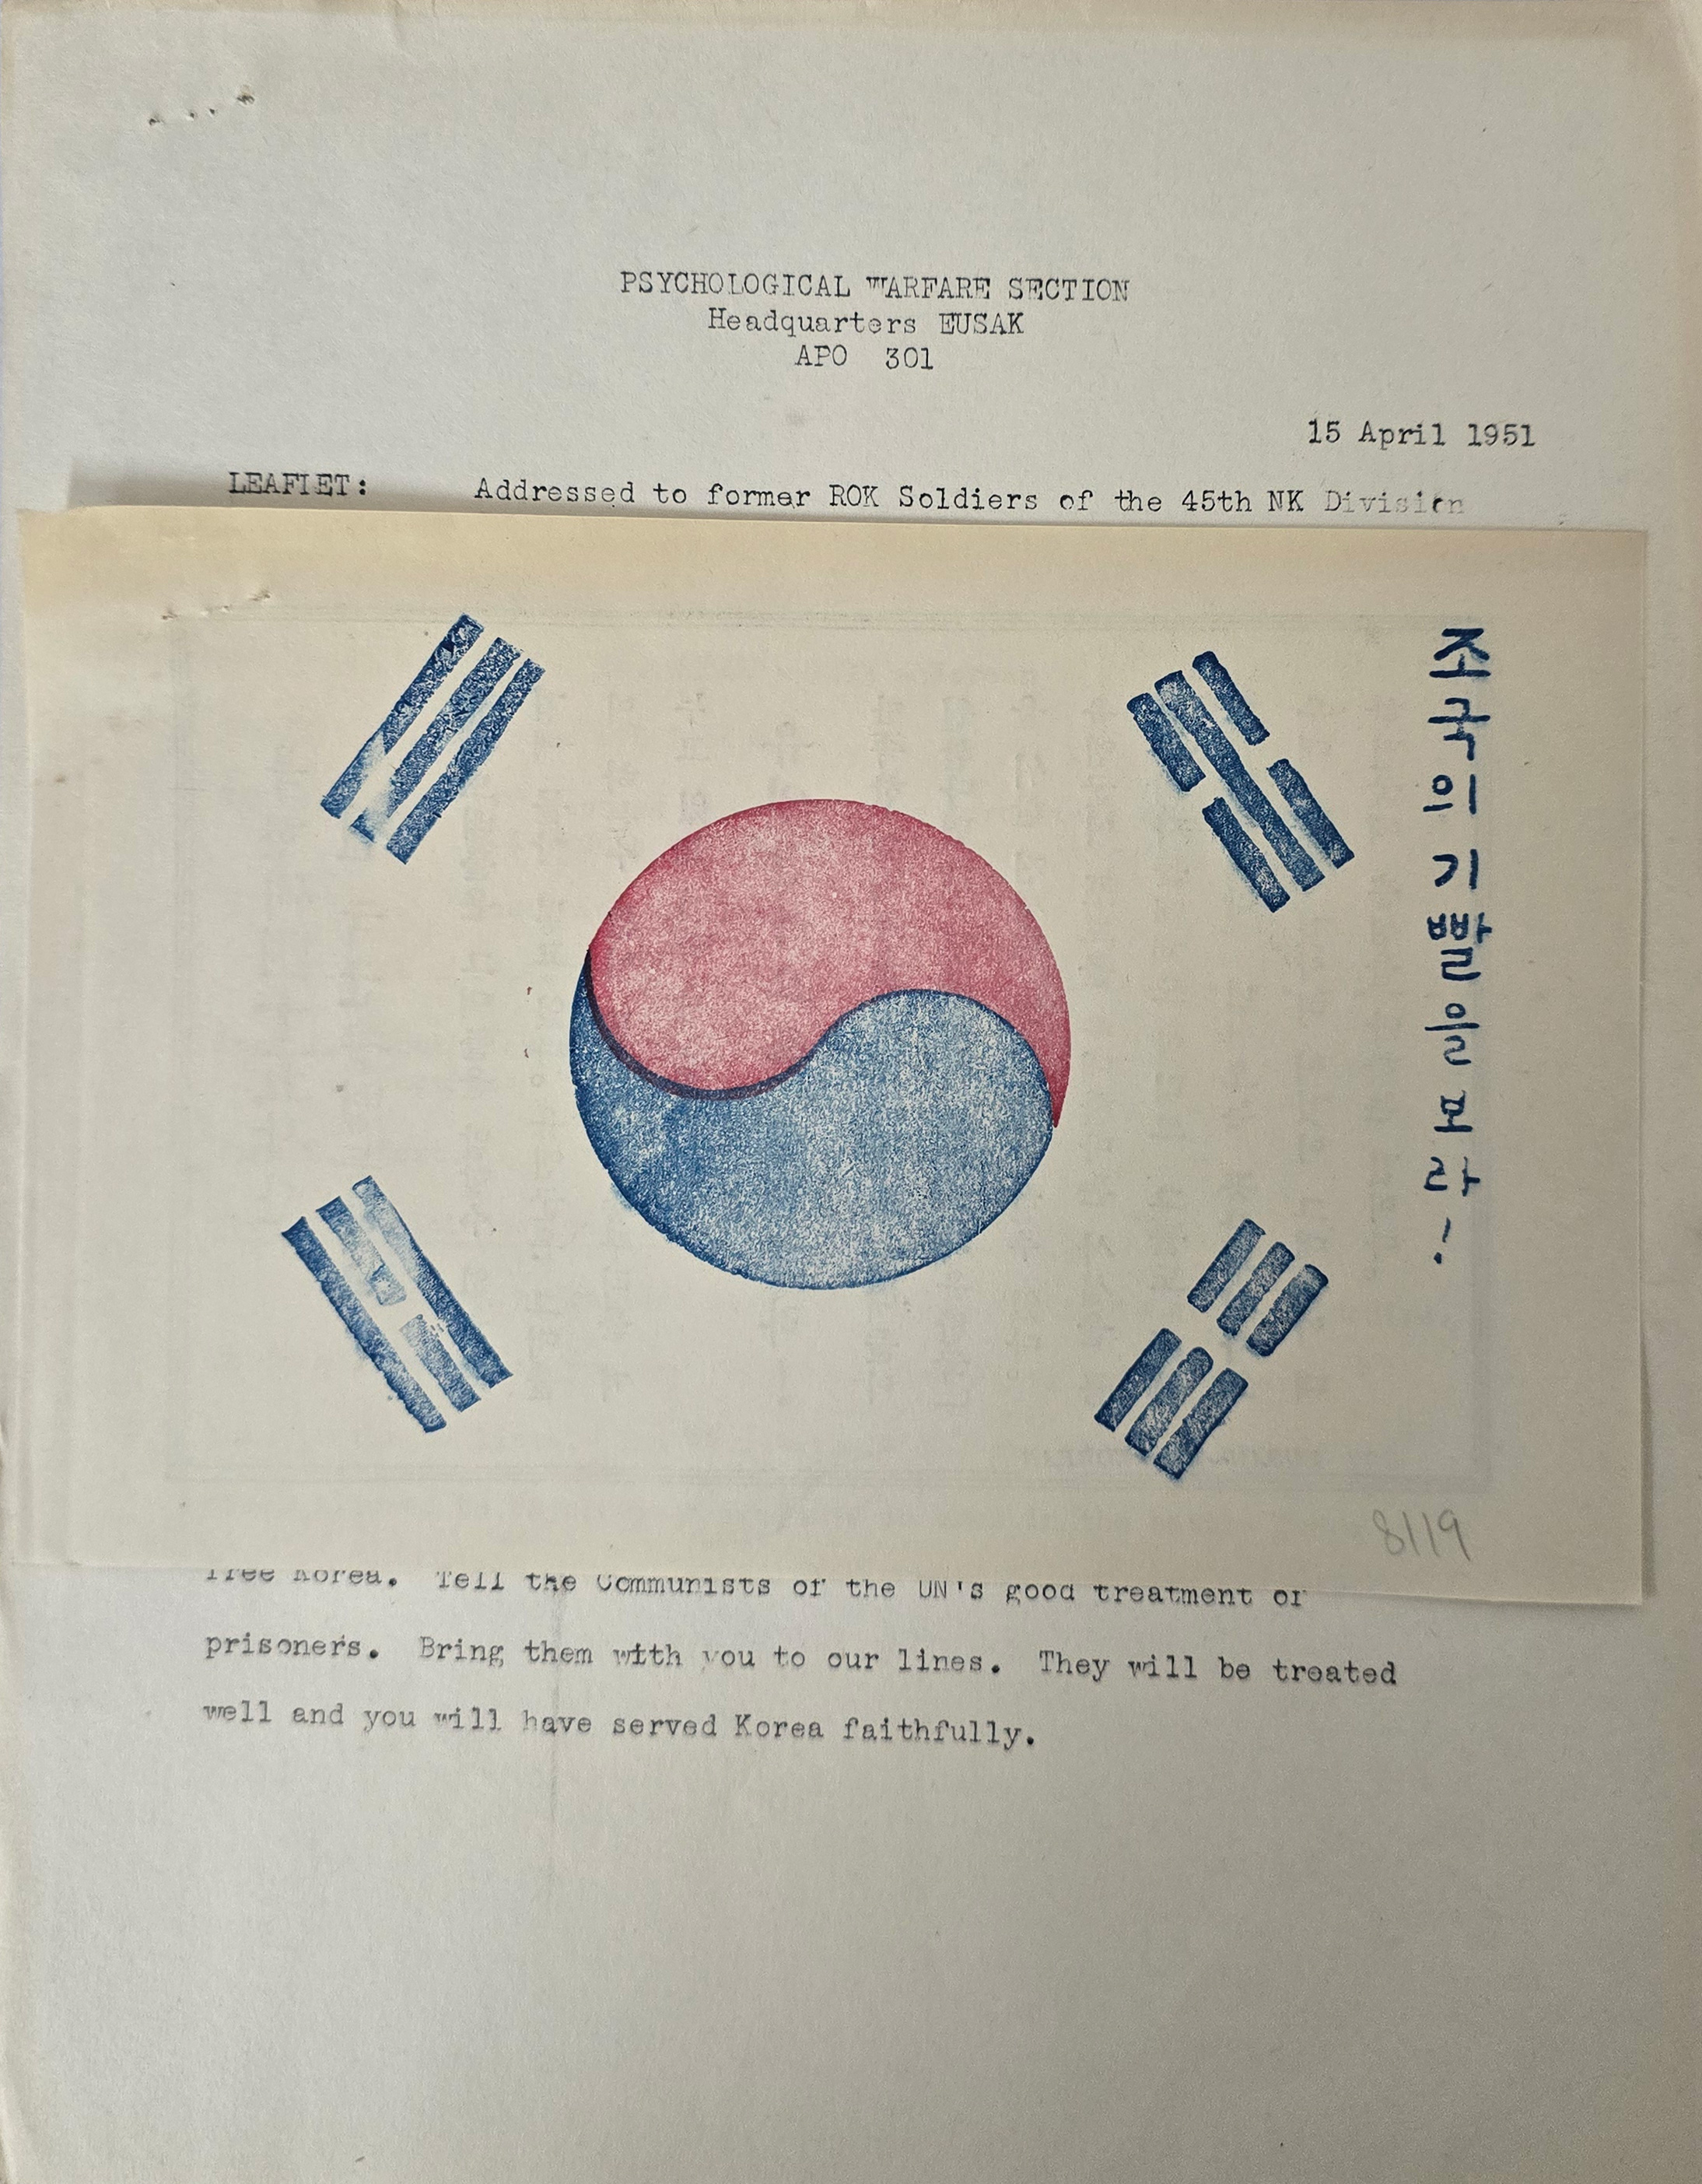 PSYCHOLOGICAL WARFARE SECTION
Headquarters EUSAK
APO 301
15 April 1951
LEAFLET: Addressed to former ROK Soldiers of the 45th NK Division
조국의 기빨을 보라!
8119
free Korea. Tell the Communists of the UN's good treatment of
prisoners. Bring them with you to our lines. They will be treated
well and you will have served Korea faithfully.